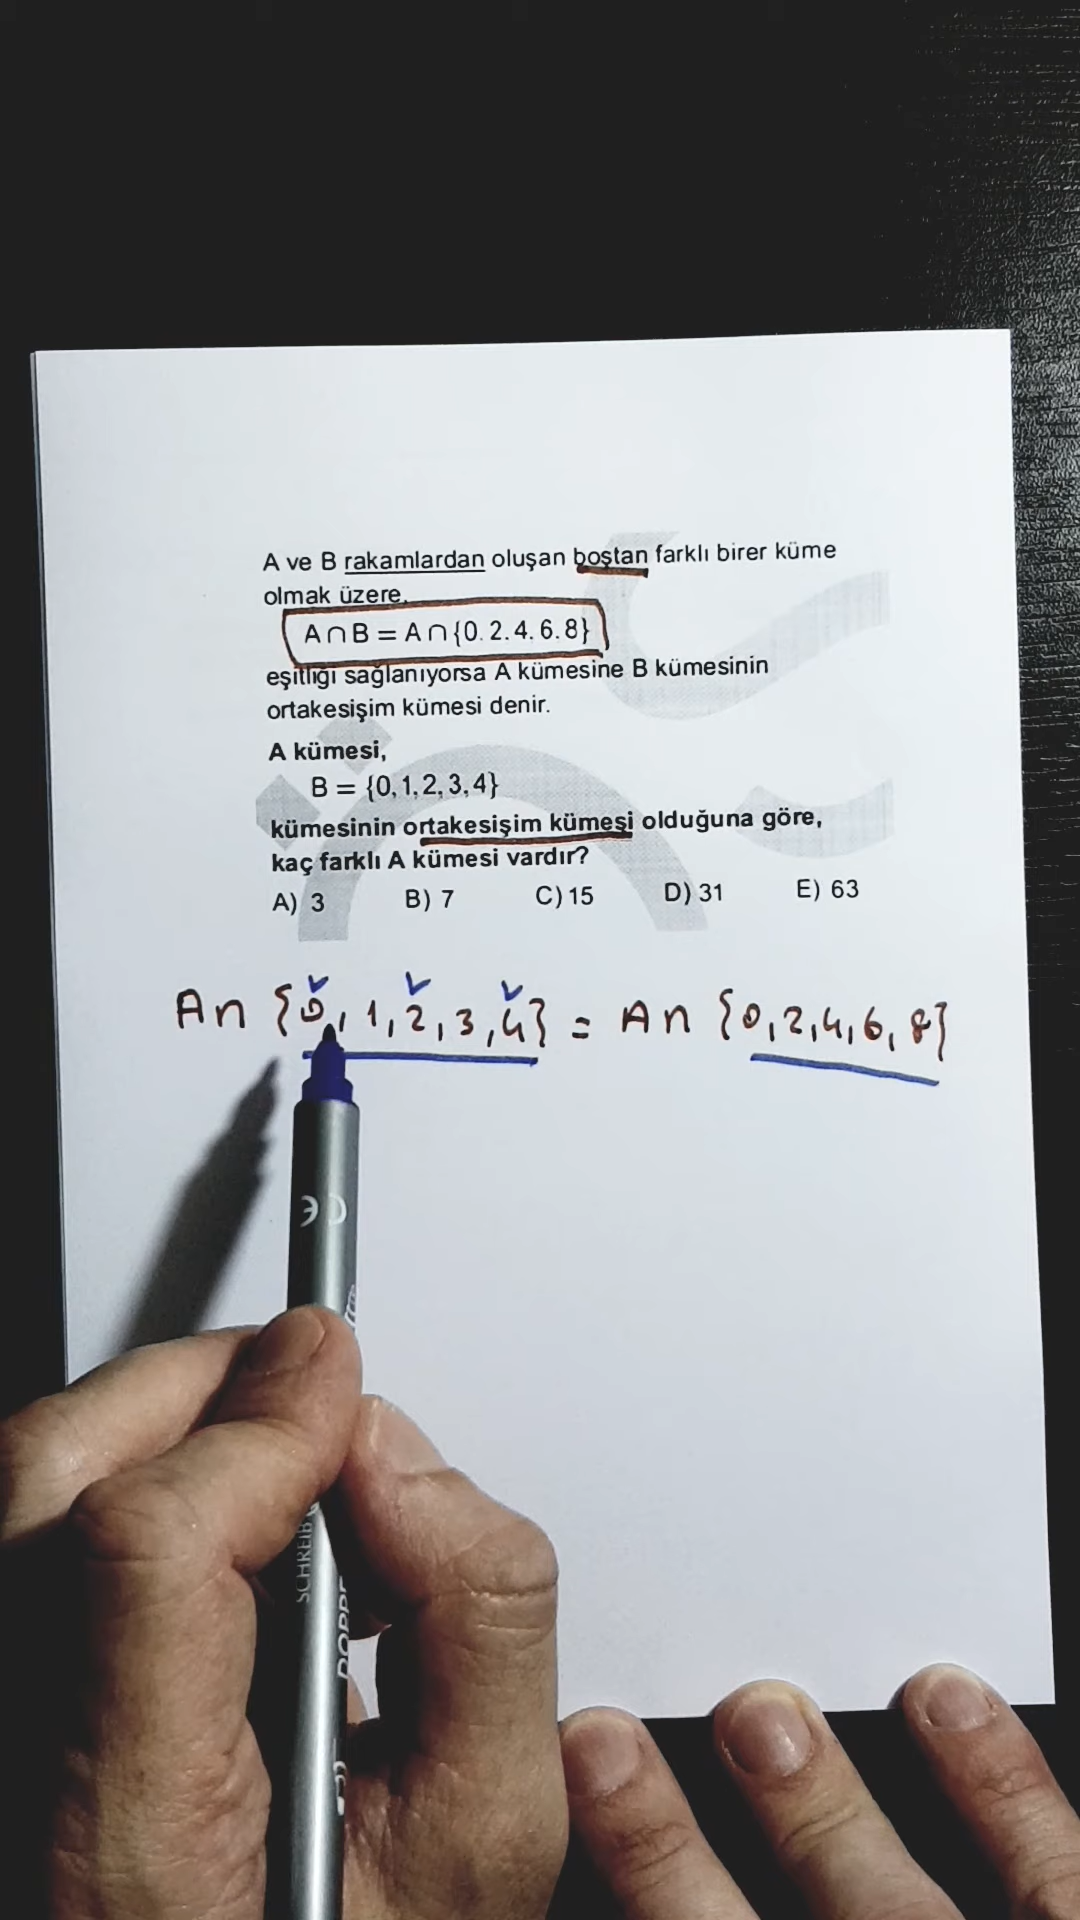 A ve B rakamlardan oluşan boştan farklı birer küme
olmak üzere,
A∩B = A∩{0.2.4.6.8}
eşitliği sağlanıyorsa A kümesine B kümesinin
ortakesişim kümesi denir.
A kümesi,
B = {0,1,2,3,4}
kümesinin ortakesişim kümesi olduğuna göre,
kaç farklı A kümesi vardır?
A) 3 B) 7 C) 15 D) 31 E) 63
A∩ {0,1,2,3,4} = A∩ {0,2,4,6,8}
SCHREIB
DOPPE